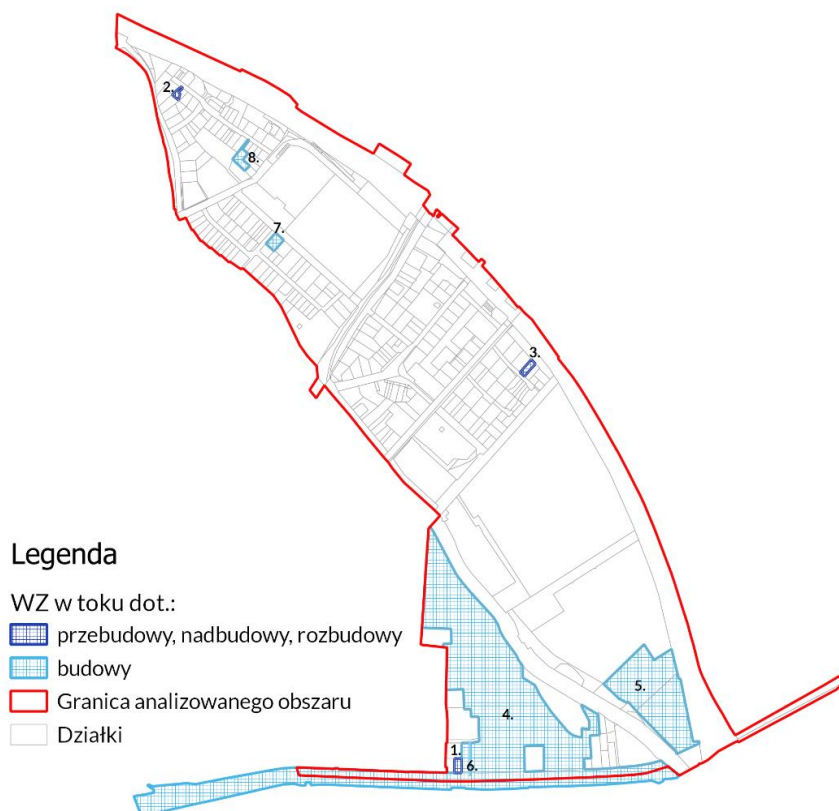 2.
8.
7.
3.
5.
4.
1.
6.
Legenda
WZ w toku dot.:
przebudowy, nadbudowy, rozbudowy
budowy
Granica analizowanego obszaru
Działki